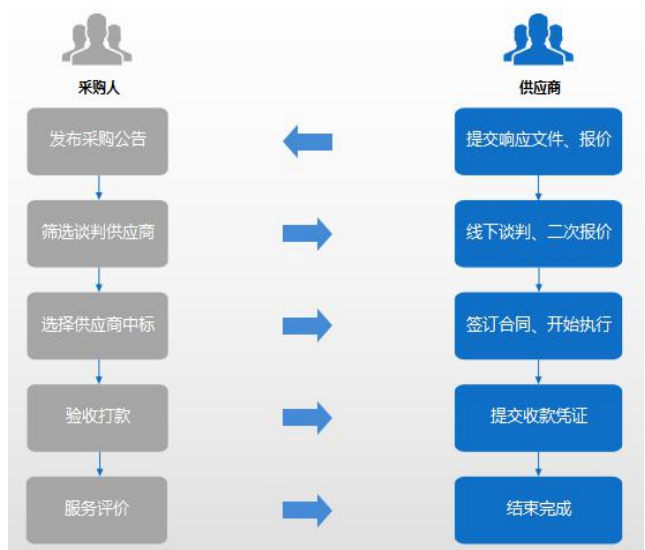 采购人
供应商
发布采购公告
提交响应文件、报价
筛选谈判供应商
线下谈判、二次报价
选择供应商中标
签订合同、开始执行
验收打款
提交收款凭证
服务评价
结束完成